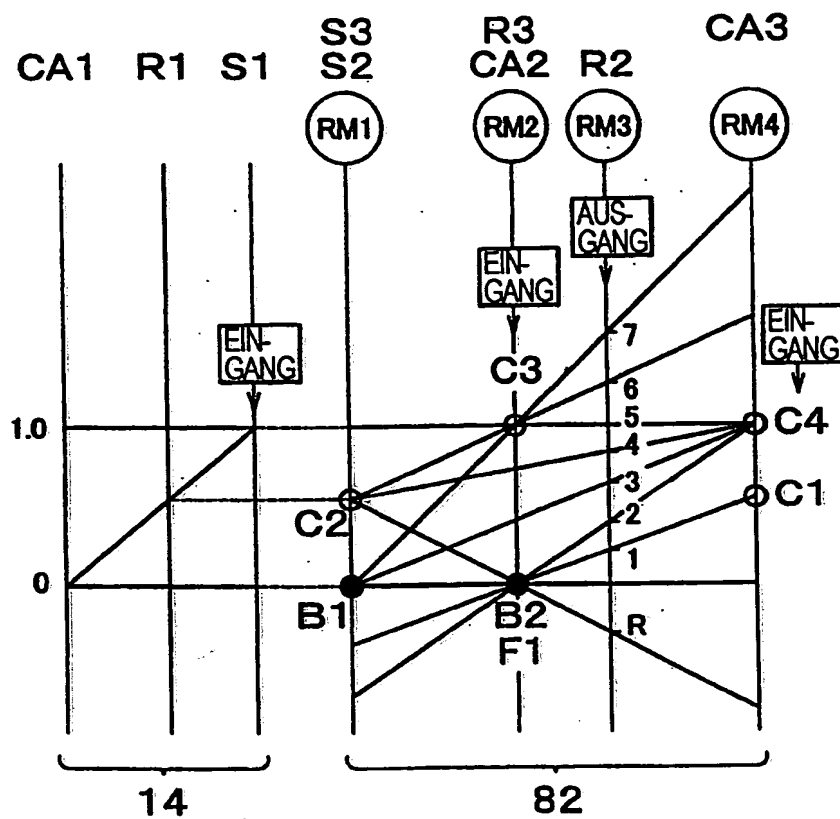 S3 R3 CA3
CA1 R1 S1 S2 CA2 R2
RM1 RM2 RM3 RM4
AUS-
GANG
EIN-
GANG
EIN-
GANG
EIN-
GANG
7
C3
6
1.0
5
C4
4
3
C1
C2
2
1
0
B1
B2
R
F1
14
82